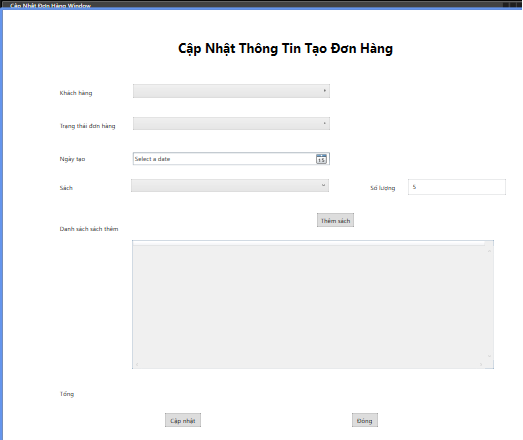 Cập Nhật Đơn Hàng Window
Cập Nhật Thông Tin Tạo Đơn Hàng
Khách hàng
Trạng thái đơn hàng
Ngày tạo
Select a date
15
Sách
Số lượng
5
Thêm sách
Danh sách sách thêm
Tổng
Cập nhật
Đóng